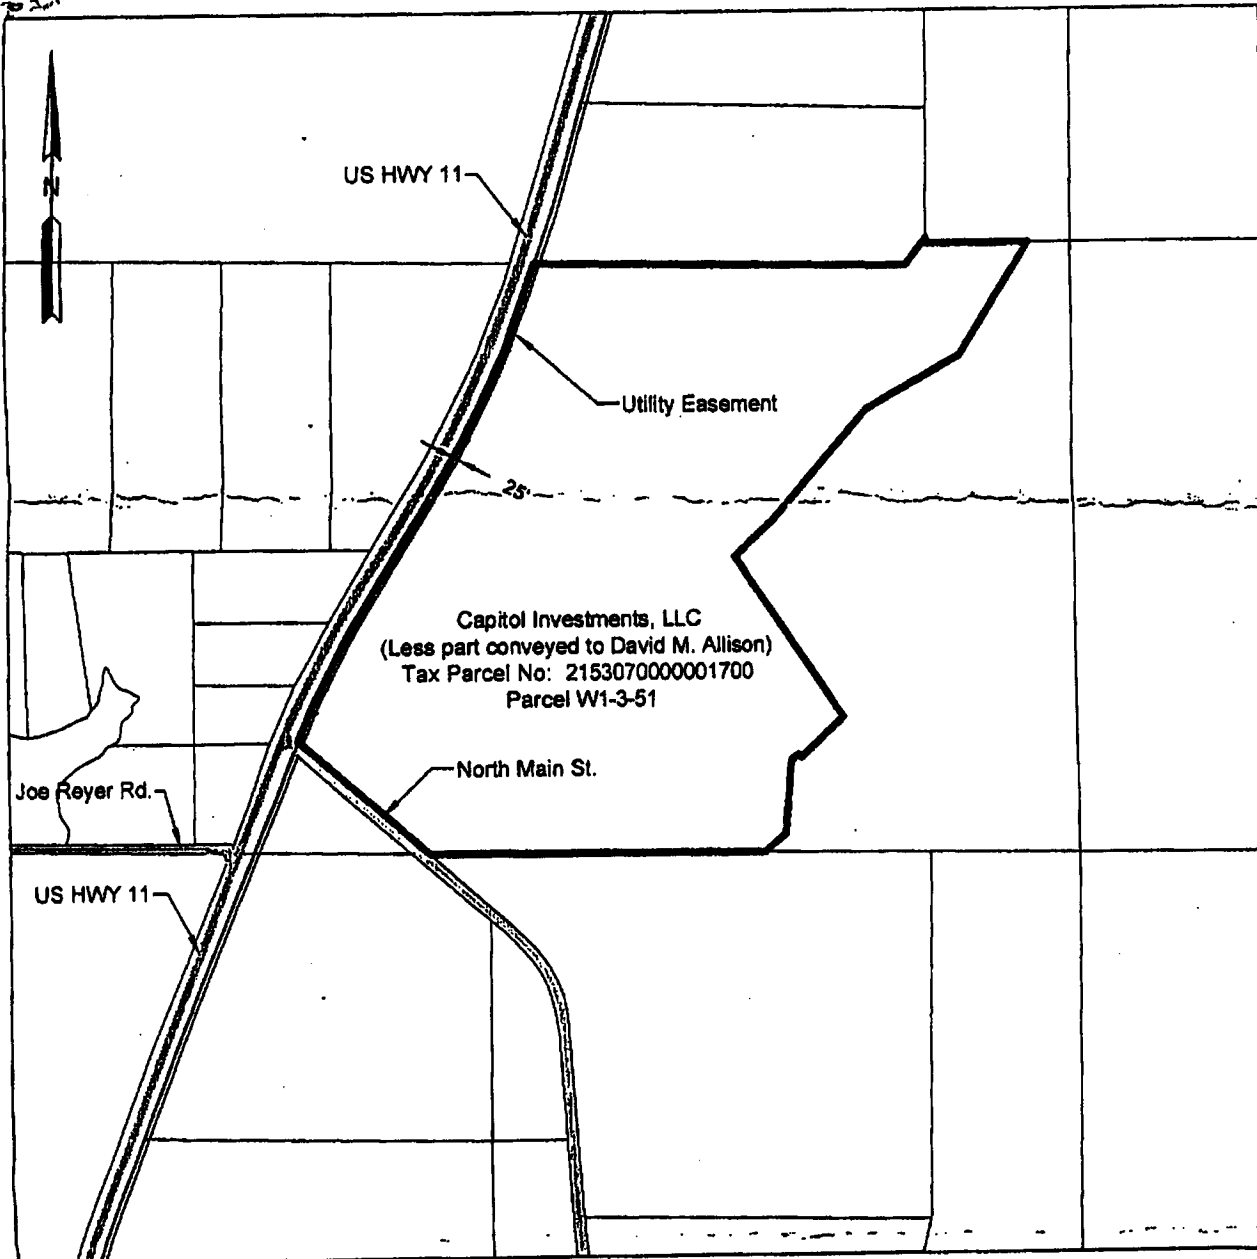 N
US HWY 11
Utility Easement
25'
Capitol Investments, LLC
(Less part conveyed to David M. Allison)
Tax Parcel No: 2153070000001700
Parcel W1-3-51
North Main St.
Joe Reyer Rd.
US HWY 11